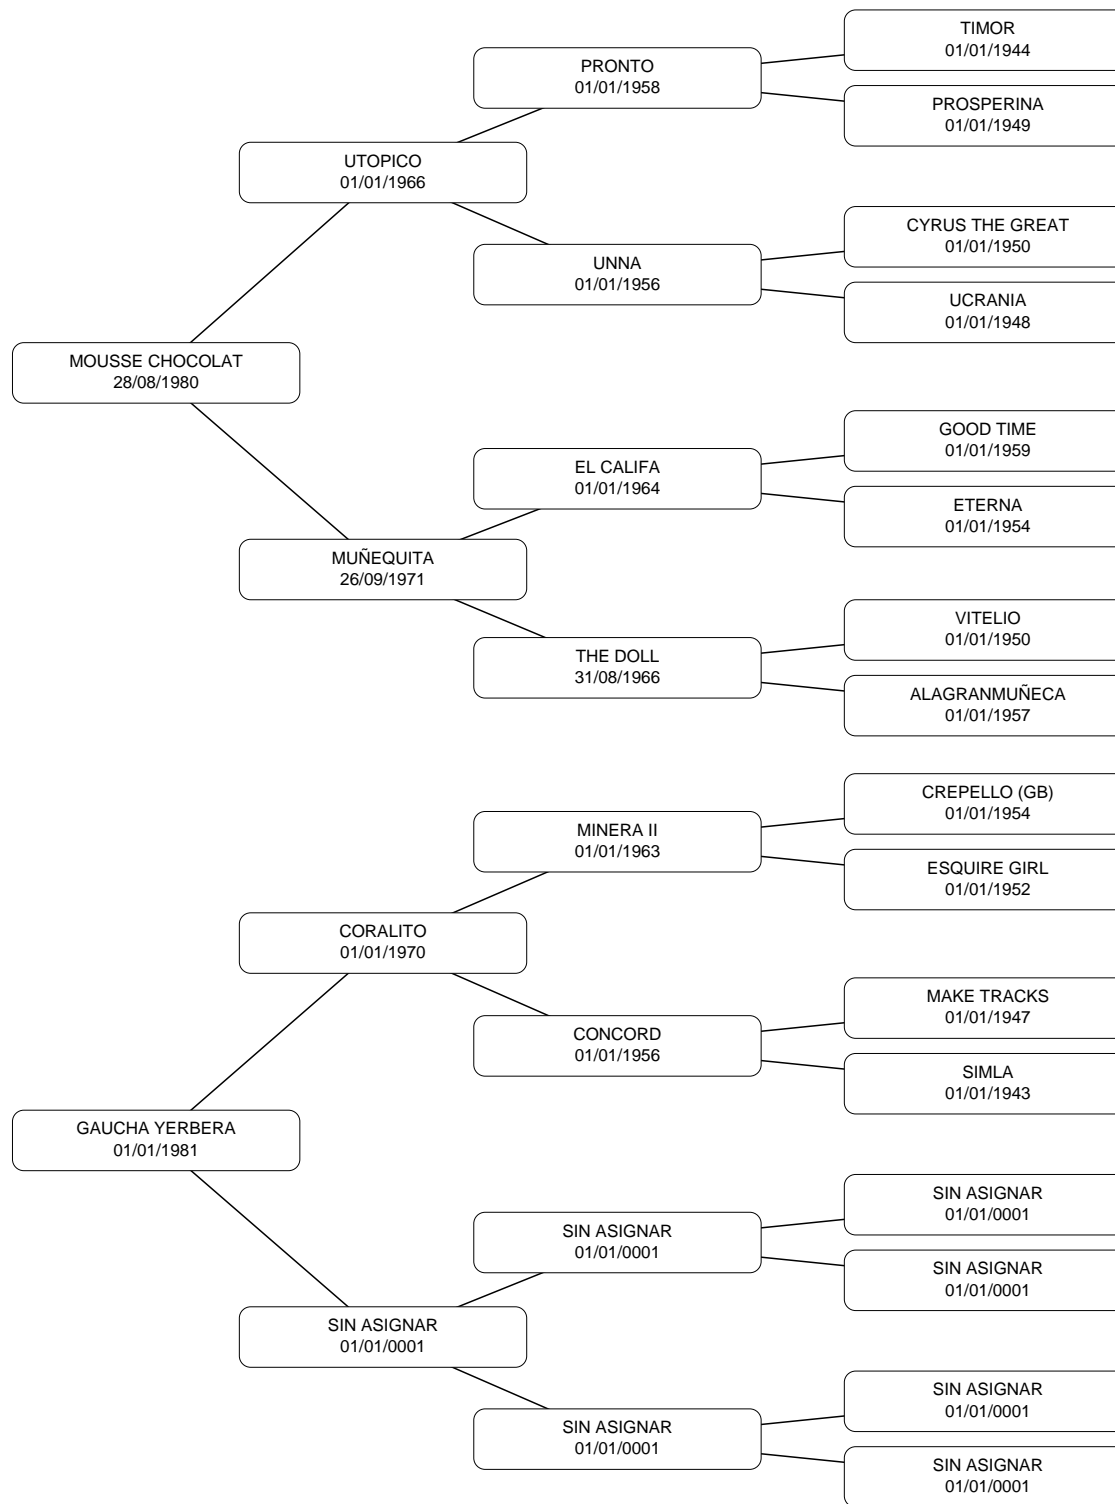 TIMOR
01/01/1944
PRONTO
01/01/1958
PROSPERINA
01/01/1949
UTOPICO
01/01/1966
CYRUS THE GREAT
01/01/1950
UNNA
01/01/1956
UCRANIA
01/01/1948
MOUSSE CHOCOLAT
28/08/1980
GOOD TIME
01/01/1959
EL CALIFA
01/01/1964
ETERNA
01/01/1954
MUÑEQUITA
26/09/1971
VITELIO
01/01/1950
THE DOLL
31/08/1966
ALAGRANMUÑECA
01/01/1957
CREPELLO (GB)
01/01/1954
MINERA II
01/01/1963
ESQUIRE GIRL
01/01/1952
CORALITO
01/01/1970
MAKE TRACKS
01/01/1947
CONCORD
01/01/1956
SIMLA
01/01/1943
GAUCHA YERBERA
01/01/1981
SIN ASIGNAR
01/01/0001
SIN ASIGNAR
01/01/0001
SIN ASIGNAR
01/01/0001
SIN ASIGNAR
01/01/0001
SIN ASIGNAR
01/01/0001
SIN ASIGNAR
01/01/0001
SIN ASIGNAR
01/01/0001